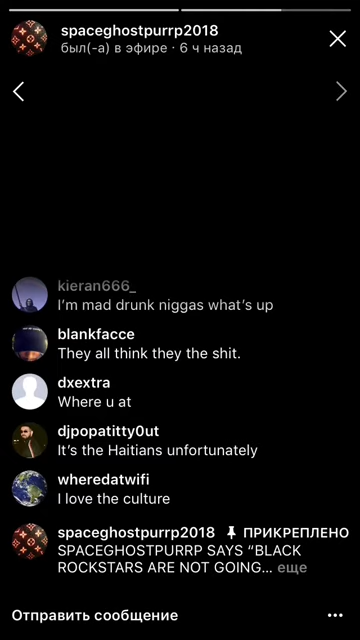 spaceghostpurrp2018
был(-а) в эфире · 6 ч назад
kieran666_
I'm mad drunk niggas what's up
blankfacce
They all think they the shit.
dxextra
Where u at
djpopatitty0ut
It's the Haitians unfortunately
wheredatwifi
I love the culture
spaceghostpurrp2018 ПРИКРЕПЛЕНО
SPACEGHOSTPURRP SAYS “BLACK
ROCKSTARS ARE NOT GOING... еще
Отправить сообщение